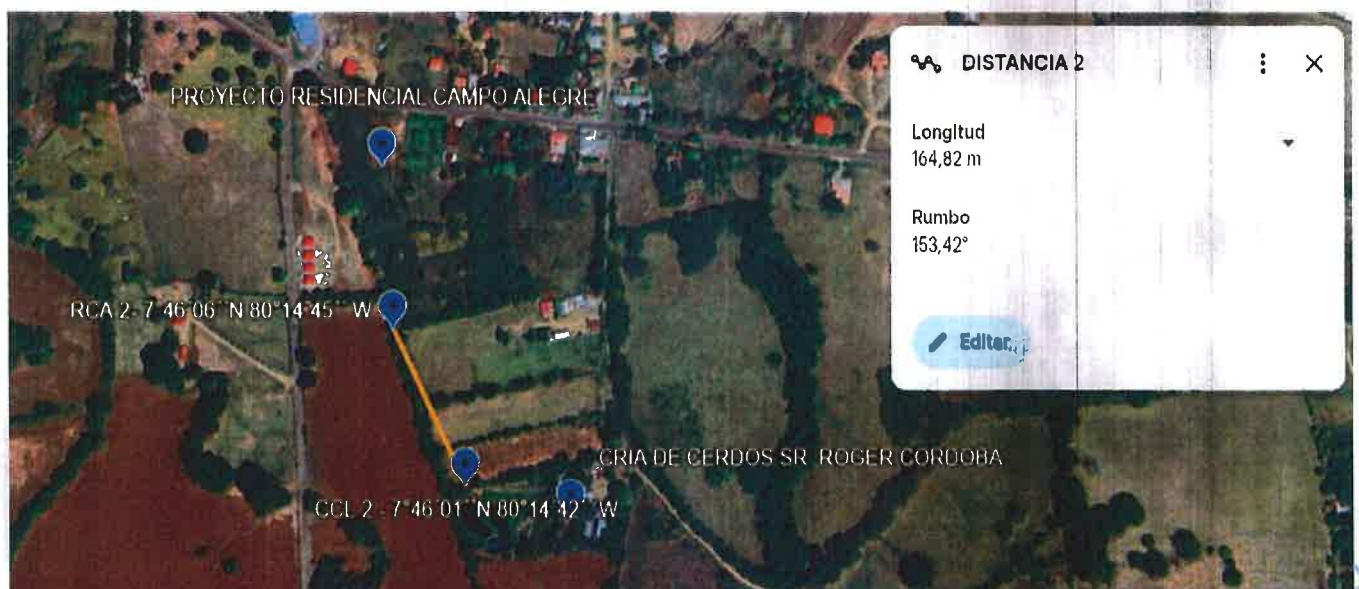 DISTANCIA 2
Longitud
164,82 m
Rumbo
153,42°
Editar
PROYECTO RESIDENCIAL CAMPO ALEGRE
RCA 2- 7°46'06''N 80°14'45'' W
CRIA DE CERDOS SR. ROGER CORDOBA
CCL 2 - 7°46'01''N 80°14'42'' W